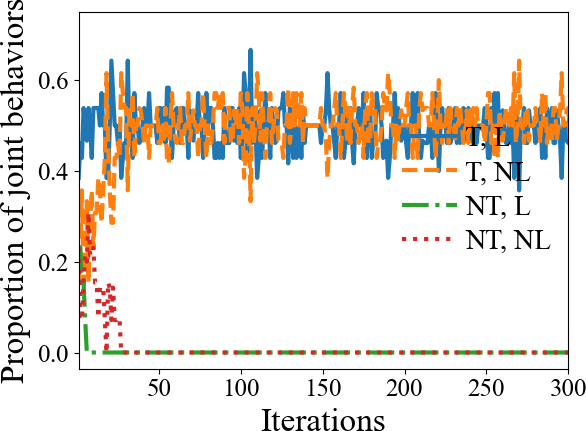 Proportion of joint behaviors
0.6
0.4
0.2
0.0
T, L
T, NL
NT, L
NT, NL
50 100 150 200 250 300
Iterations